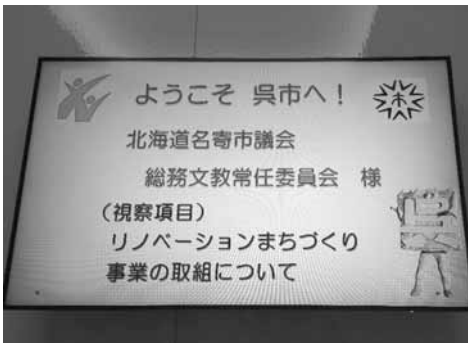 ようこそ 呉市へ!
北海道名寄市議会
総務文教常任委員会 様
(視察項目)
リノベーションまちづくり
事業の取組について